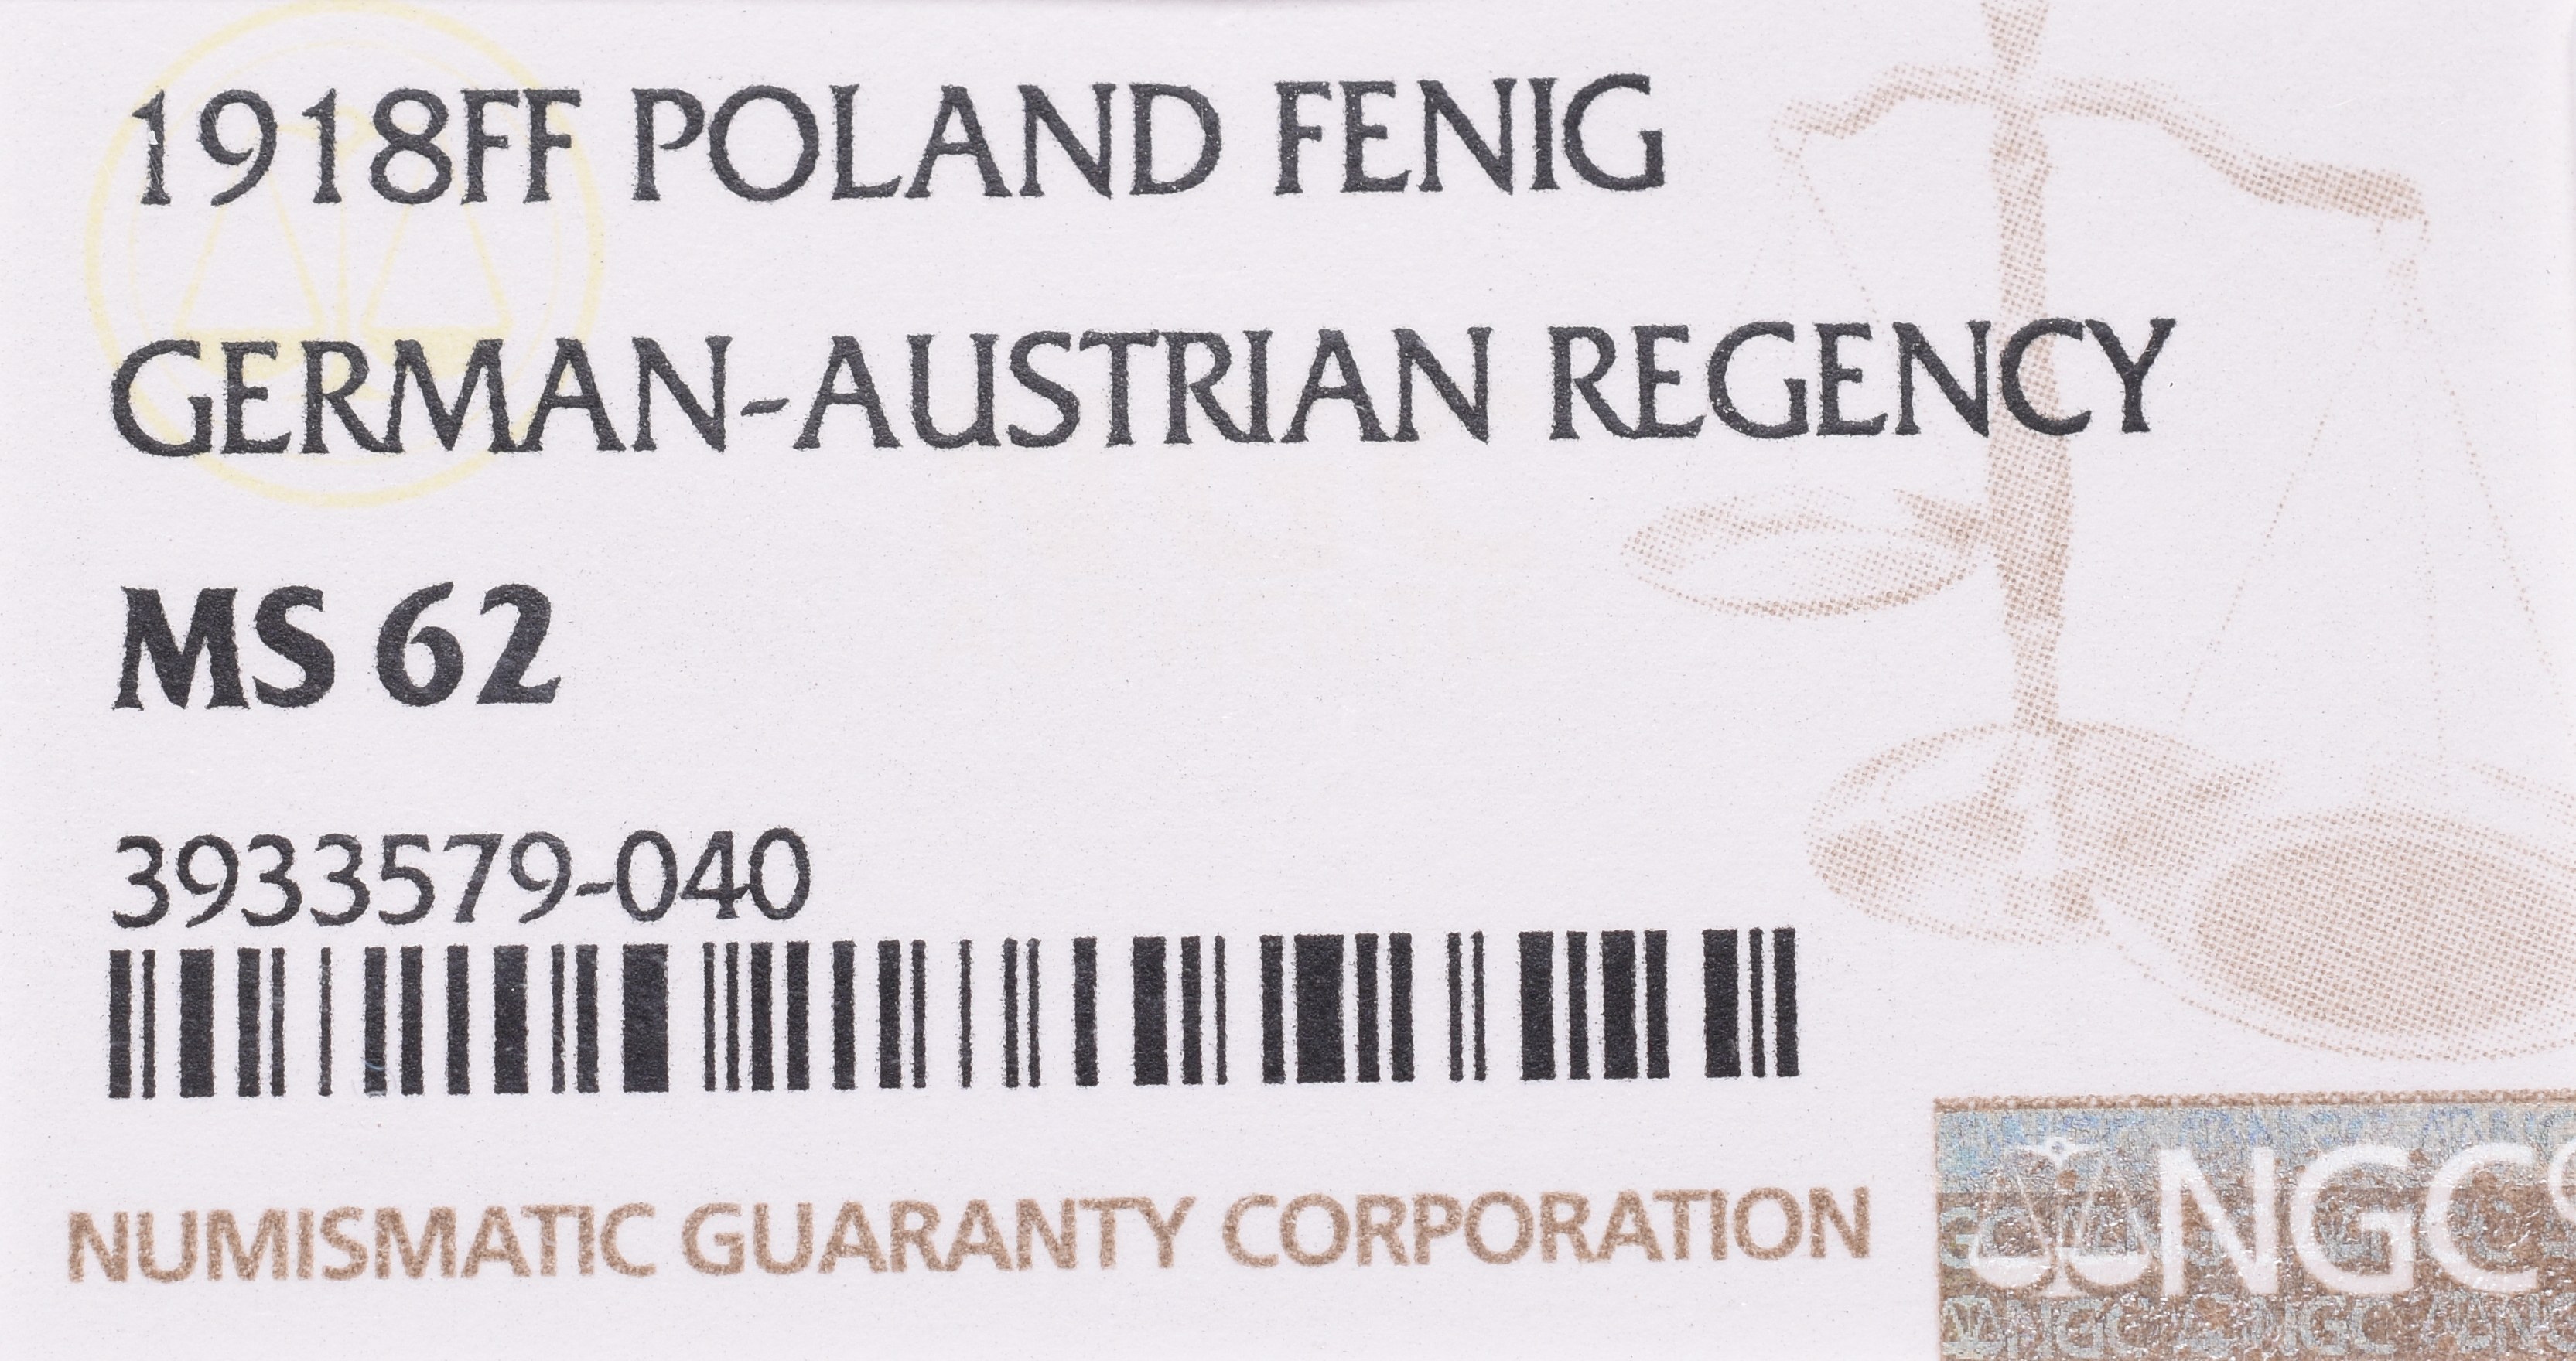 1918FF POLAND FENIG
GERMAN-AUSTRIAN REGENCY
MS 62
3933579-040
NUMISMATIC GUARANTY CORPORATION
NGC